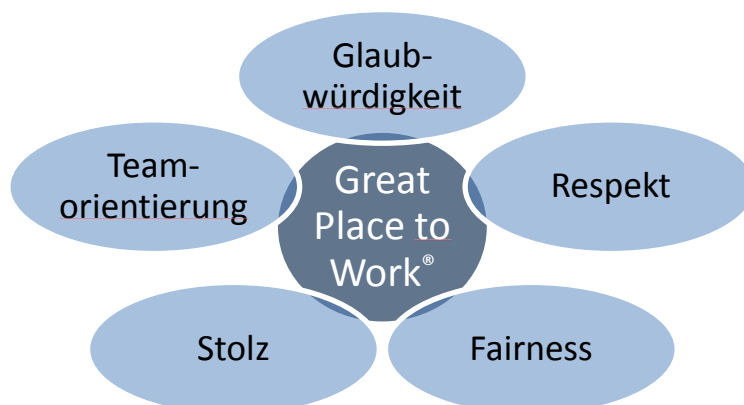 Glaub-
würdigkeit
Team-
orientierung
Great
Place to
Work®
Respekt
Stolz
Fairness